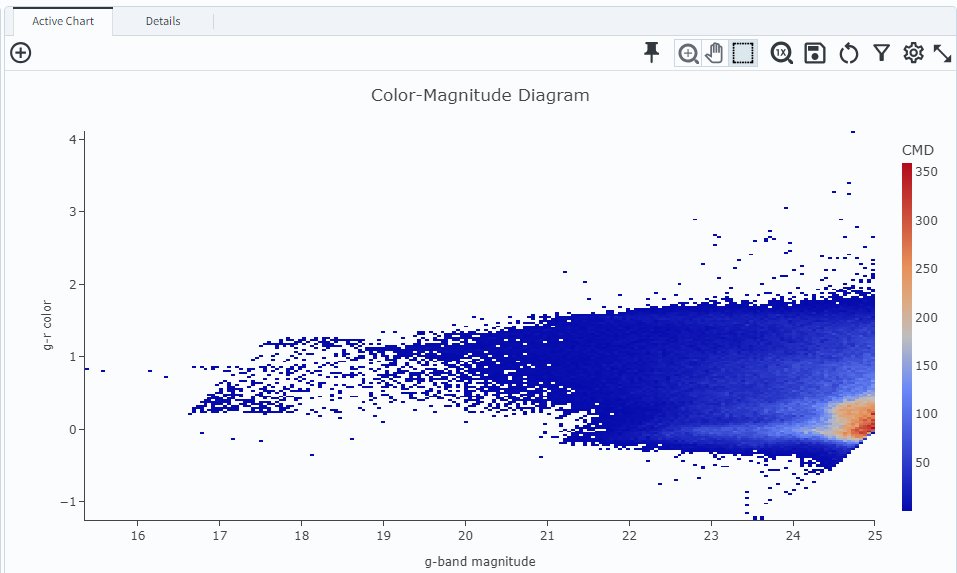 Active Chart Details
1X
Color-Magnitude Diagram
CMD
4
3
2
1
0
−1
g-r color
16 17 18 19 20 21 22 23 24 25
g-band magnitude
350
300
250
200
150
100
50